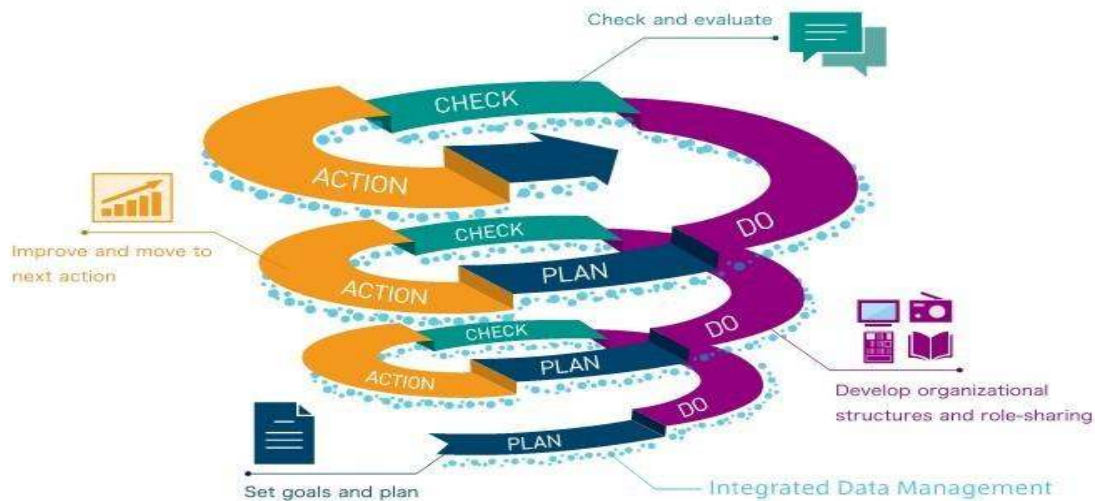 Check and evaluate
CHECK
ACTION
DO
Improve and move to
next action
CHECK
PLAN
ACTION
DO
CHECK
PLAN
ACTION
DO
Develop organizational
structures and role-sharing
PLAN
Set goals and plan
Integrated Data Management